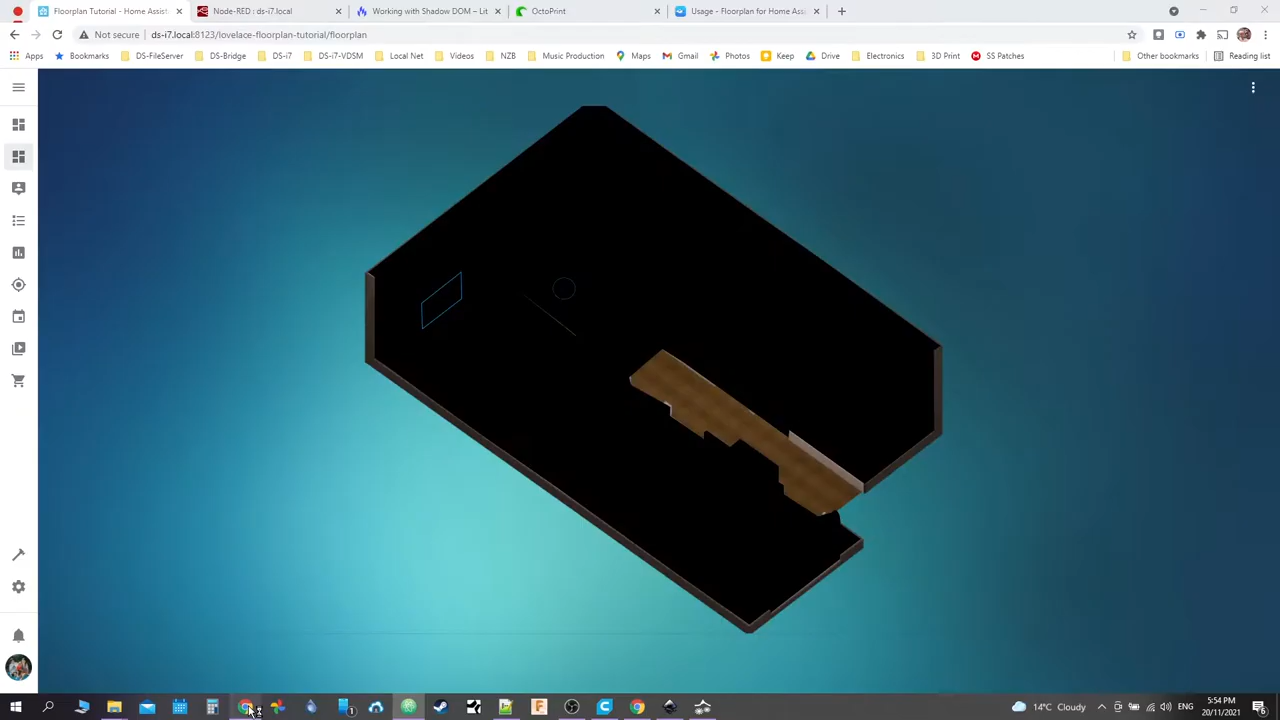 Floorplan Tutorial - Home Assist
Node-RED : ds-i7.local
Working with Shadow DOM – Lit
OctoPrint
Usage - Floorplan for Home Ass
Not secure
ds-i7.local:8123/lovelace-floorplan-tutorial/floorplan
Apps
Bookmarks
DS-FileServer
DS-Bridge
DS-i7
DS-i7-VDSM
Local Net
Videos
NZB
Music Production
Maps
Gmail
Photos
Keep
Drive
Electronics
3D Print
SS Patches
Other bookmarks
Reading list
14°C Cloudy
ENG
5:54 PM
20/11/2021